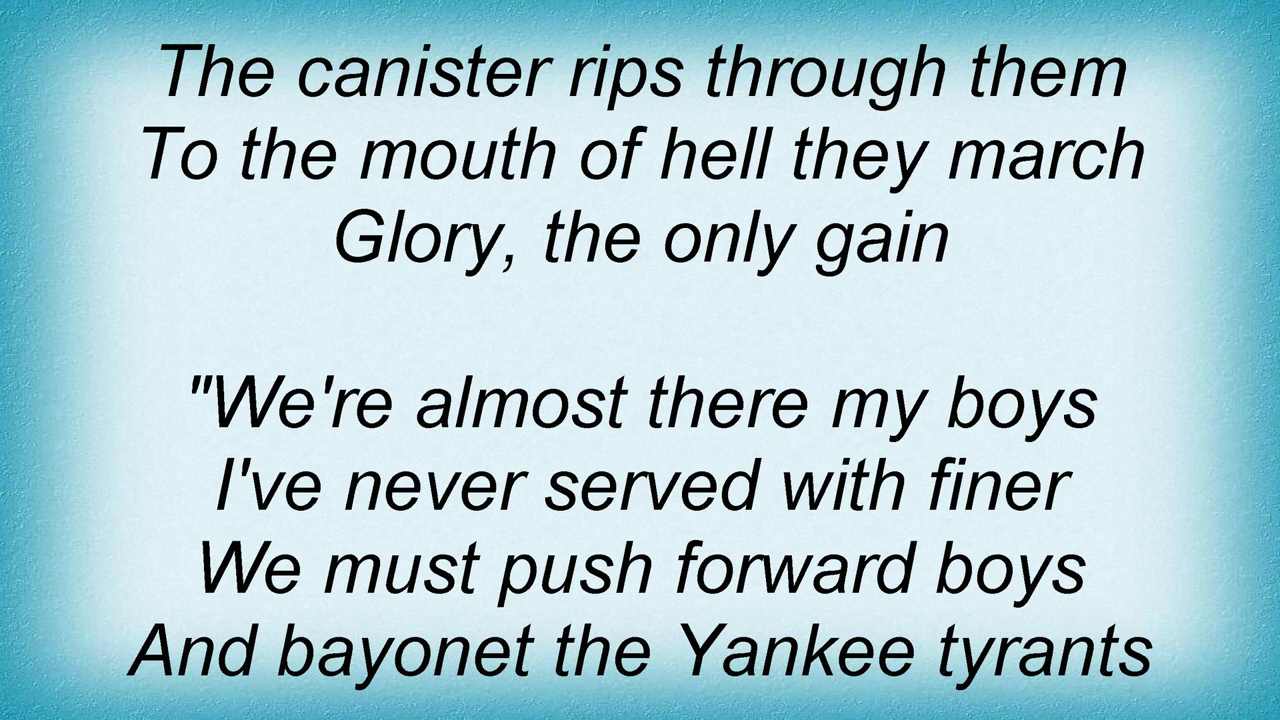 The canister rips through them
To the mouth of hell they march
Glory, the only gain
"We're almost there my boys
I've never served with finer
We must push forward boys
And bayonet the Yankee tyrants